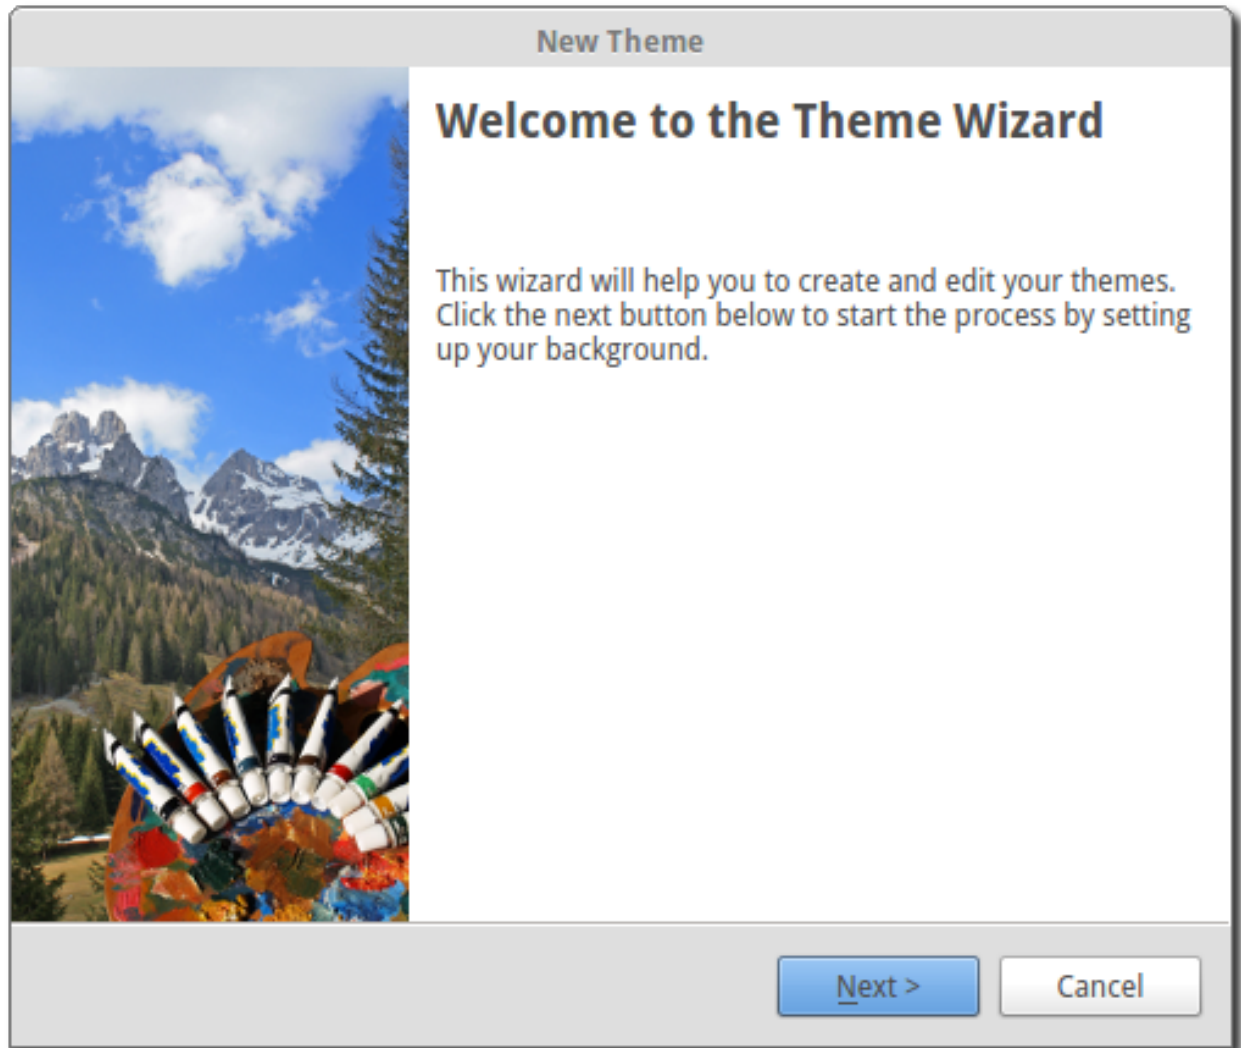 New Theme
Welcome to the Theme Wizard
This wizard will help you to create and edit your themes.
Click the next button below to start the process by setting
up your background.
Next >
Cancel